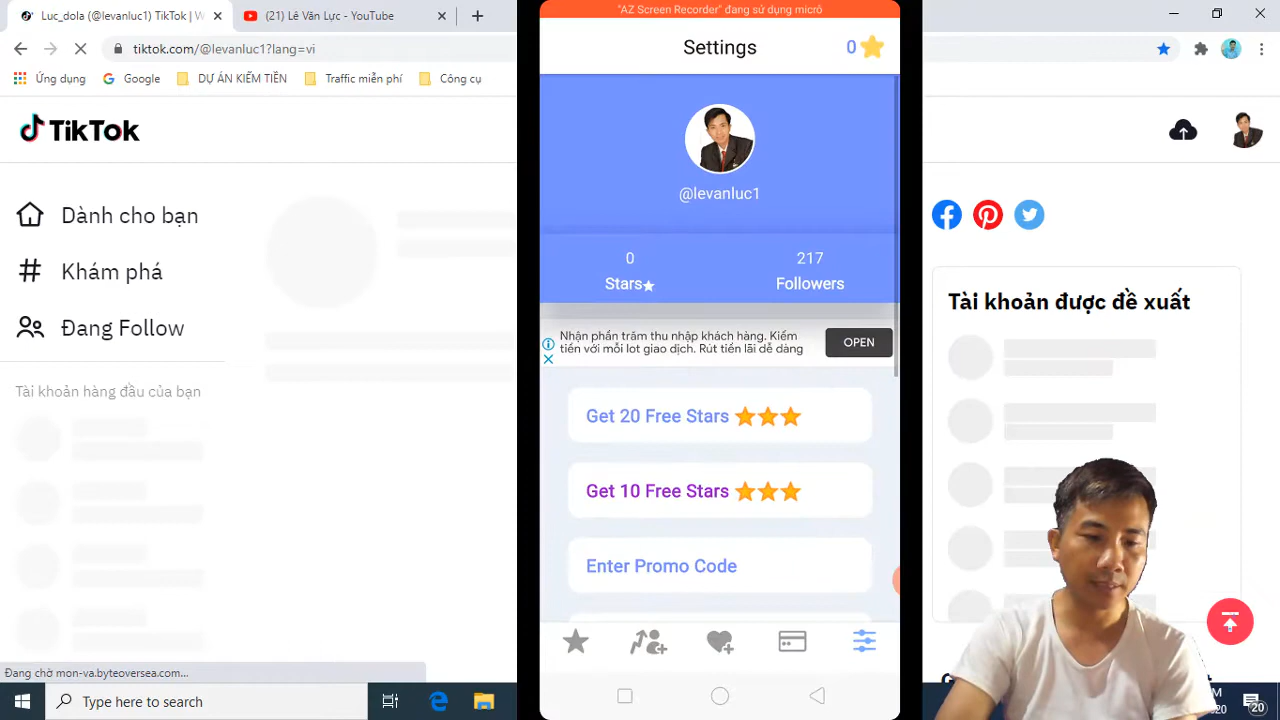 Luc_dola (@levanluc1) TikTok |
(21) Lê Văn Lực - YouTube
tiktok.com/@levanluc1?lang=vi
Ứng dụng
Google
DỰ ÁN KIẾM TIỀN
Traffic miễn phí
Công cụ
TikTok
Dành cho bạn
Khám phá
Đang Follow
Tài khoản hàng đầu của bạn
Đang chờ mon-va.byteoversea.com...
Type here to search
"AZ Screen Recorder" đang sử dụng micrô
Settings
0
@levanluc1
0
Stars
217
Followers
Nhận phần trăm thu nhập khách hàng. Kiếm
tiền với mỗi lot giao dịch. Rút tiền lãi dễ dàng
OPEN
Get 20 Free Stars
Get 10 Free Stars
Enter Promo Code
Tài khoản được đề xuất
20